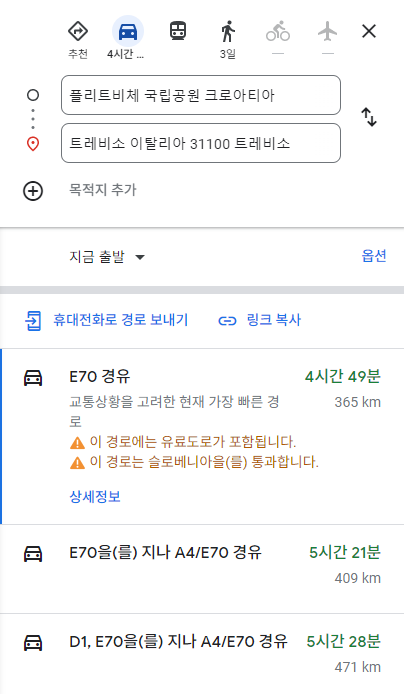 추천
4시간 ...
3일
—
—
플리트비체 국립공원 크로아티아
트레비소 이탈리아 31100 트레비소
목적지 추가
지금 출발
옵션
휴대전화로 경로 보내기
링크 복사
E70 경유
4시간 49분
교통상황을 고려한 현재 가장 빠른 경
로
365 km
이 경로에는 유료도로가 포함됩니다.
이 경로는 슬로베니아을(를) 통과합니다.
상세정보
E70을(를) 지나 A4/E70 경유
5시간 21분
409 km
D1, E70을(를) 지나 A4/E70 경유
5시간 28분
471 km